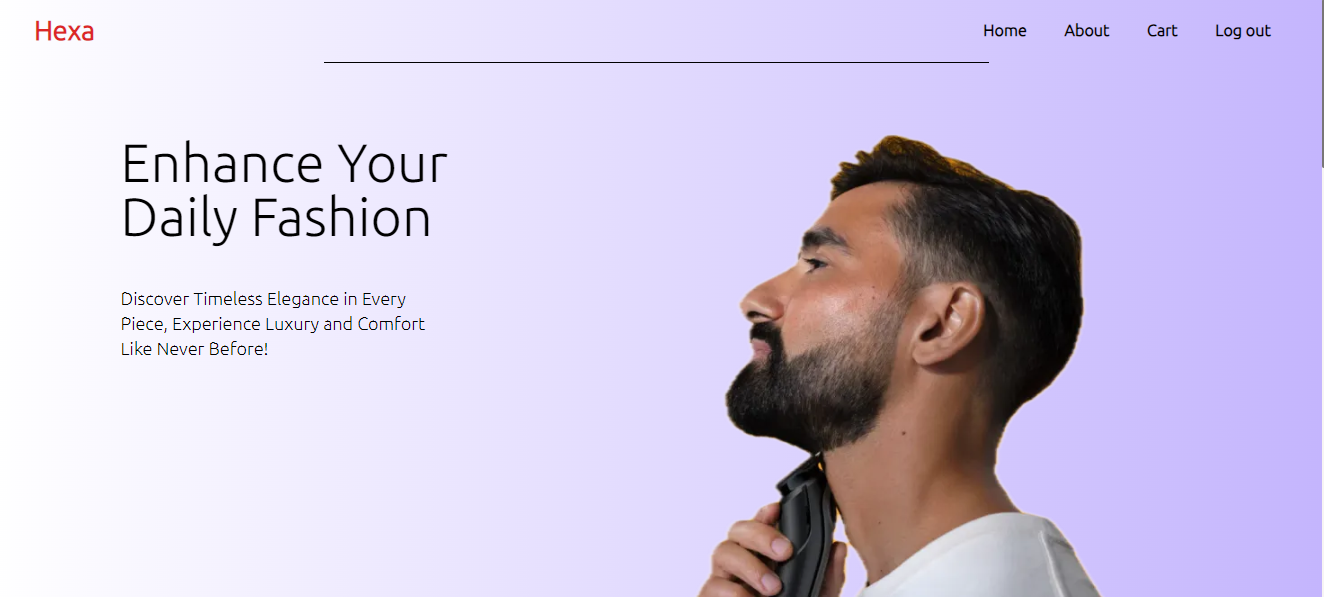 Hexa
Home About Cart Log out
Enhance Your
Daily Fashion
Discover Timeless Elegance in Every
Piece, Experience Luxury and Comfort
Like Never Before!